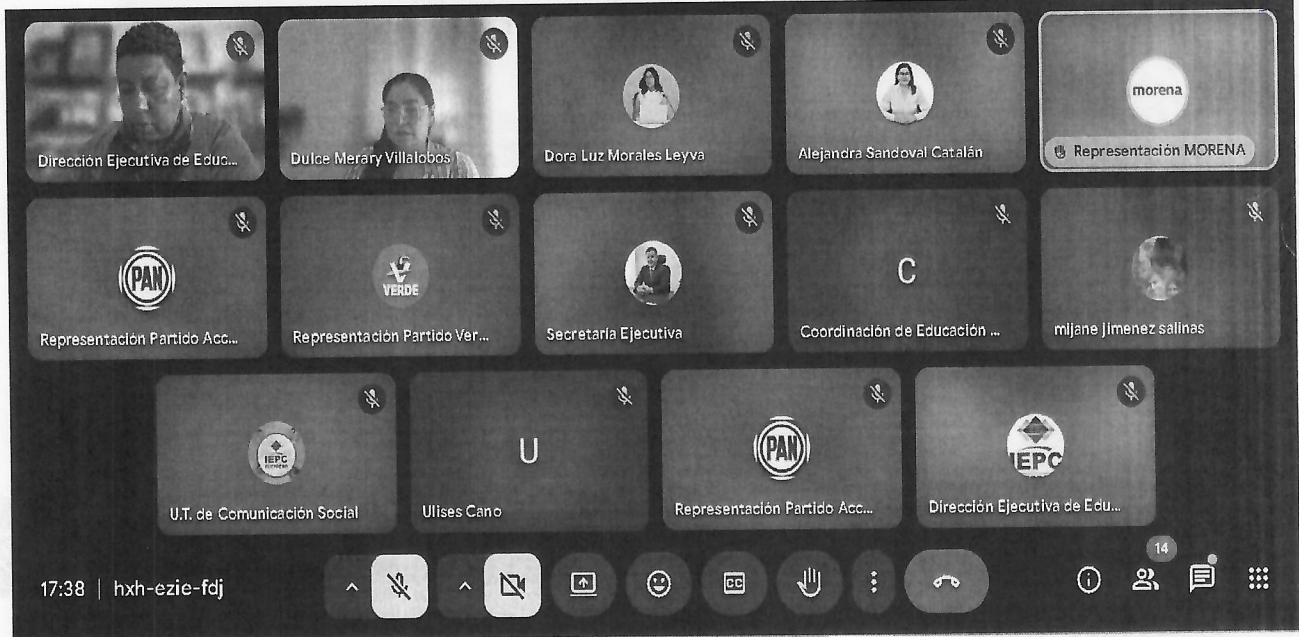 Dirección Ejecutiva de Educ...
Dulce Merary Villalobos
Dora Luz Morales Leyva
Alejandra Sandoval Catalán
morena
Representación MORENA
PAN
Representación Partido Acc...
VERDE
Representación Partido Ver...
Secretaría Ejecutiva
C
Coordinación de Educación ...
mijane jimenez salinas
IEPC
U.T. de Comunicación Social
U
Ulises Cano
PAN
Representación Partido Acc...
IEPC
Dirección Ejecutiva de Edu...
17:38 | hxh-ezie-fdj
CC
14